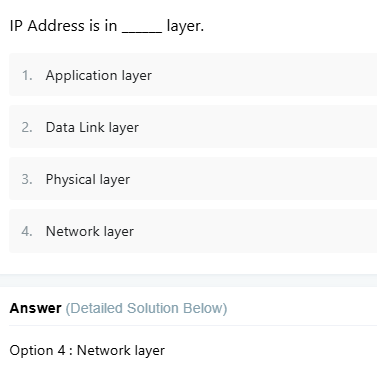 IP Address is in ______ layer.
1. Application layer
2. Data Link layer
3. Physical layer
4. Network layer
Answer (Detailed Solution Below)
Option 4 : Network layer